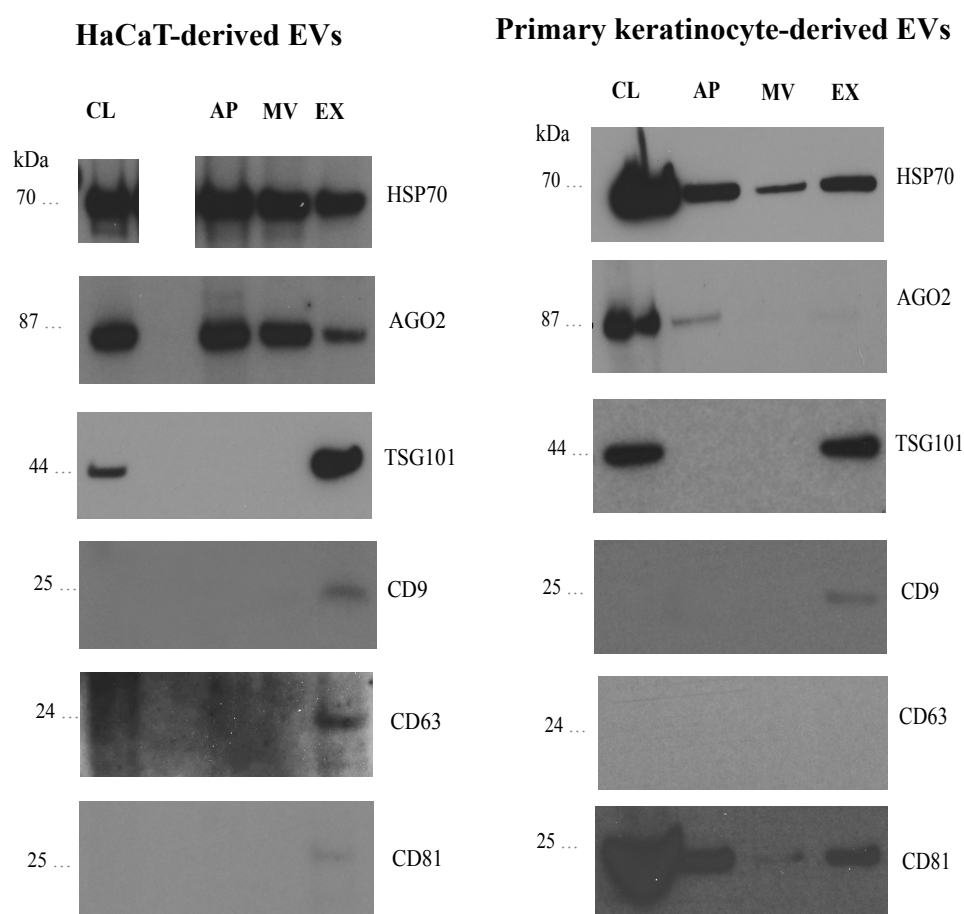 HaCaT-derived EVs
CL AP MV EX
kDa
70 ... HSP70
87 ... AGO2
44 ... TSG101
25 ... CD9
24 ... CD63
25 ... CD81
Primary keratinocyte-derived EVs
CL AP MV EX
kDa
70 ... HSP70
87 ... AGO2
44 ... TSG101
25 ... CD9
24 ... CD63
25 ... CD81